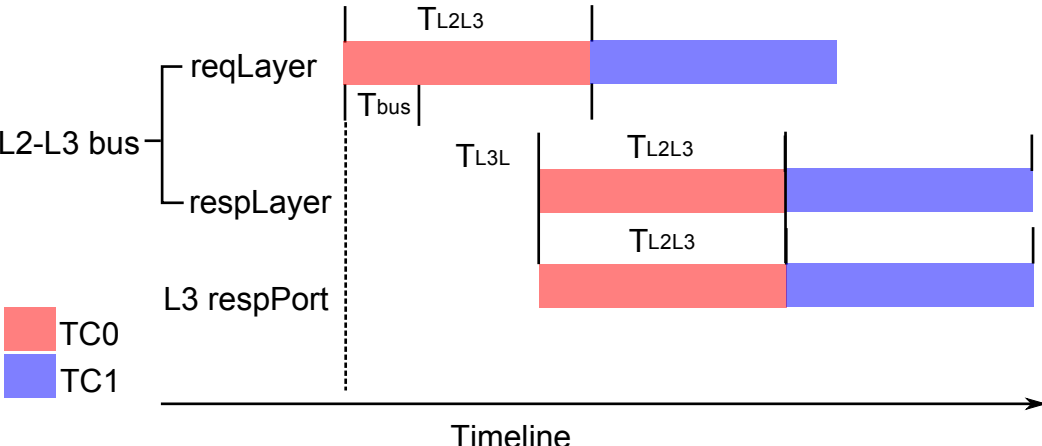 TL2L3
reqLayer
Tbus
L2-L3 bus
TL3L
TL2L3
respLayer
TL2L3
L3 respPort
TC0
TC1
Timeline